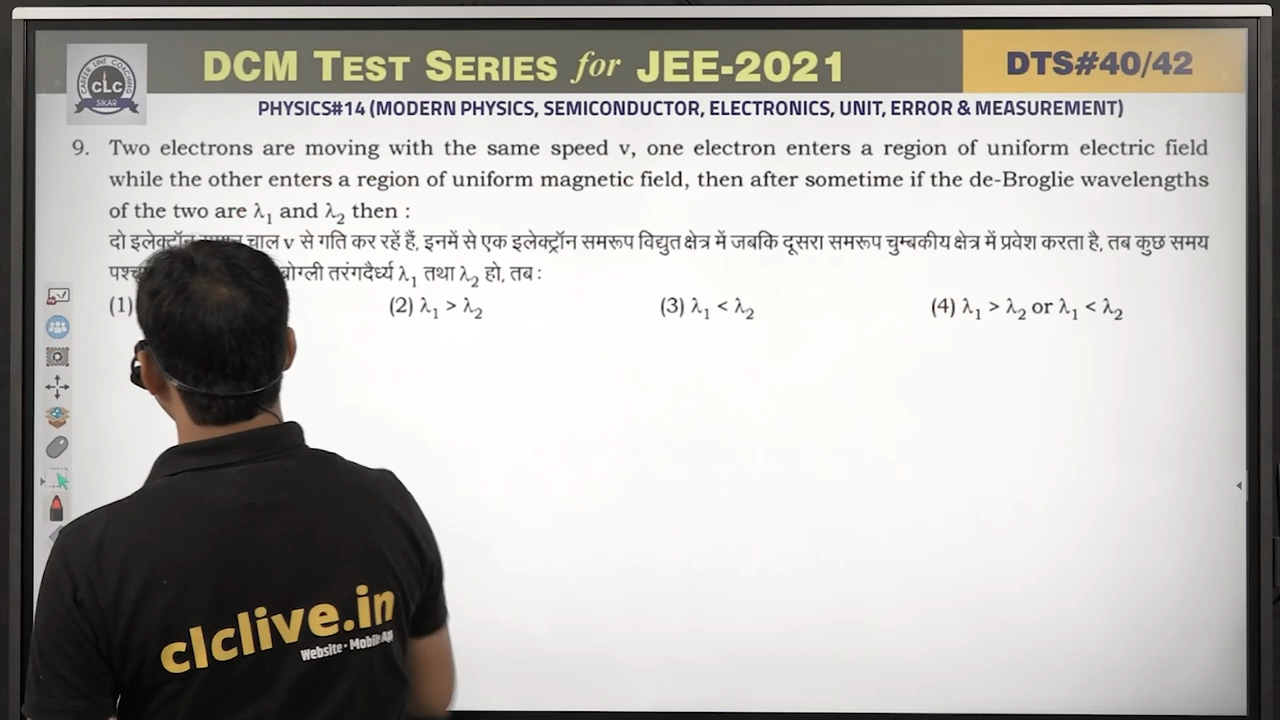 CAREER LINE COACHING
CLC
SIKAR
DCM TEST SERIES for JEE-2021
DTS#40/42
PHYSICS#14 (MODERN PHYSICS, SEMICONDUCTOR, ELECTRONICS, UNIT, ERROR & MEASUREMENT)
9. Two electrons are moving with the same speed v, one electron enters a region of uniform electric field
while the other enters a region of uniform magnetic field, then after sometime if the de-Broglie wavelengths
of the two are λ₁ and λ₂ then :
दो इलेक्ट्रॉन चाल v से गति कर रहें हैं, इनमें से एक इलेक्ट्रॉन समरूप विद्युत क्षेत्र में जबकि दूसरा समरूप चुम्बकीय क्षेत्र में प्रवेश करता है, तब कुछ समय
तरंगदैर्ध्य λ₁ तथा λ₂ हो, तब :
(1) (2) λ₁ > λ₂ (3) λ₁ < λ₂ (4) λ₁ > λ₂ or λ₁ < λ₂
clclive.in
Website - Mobile App